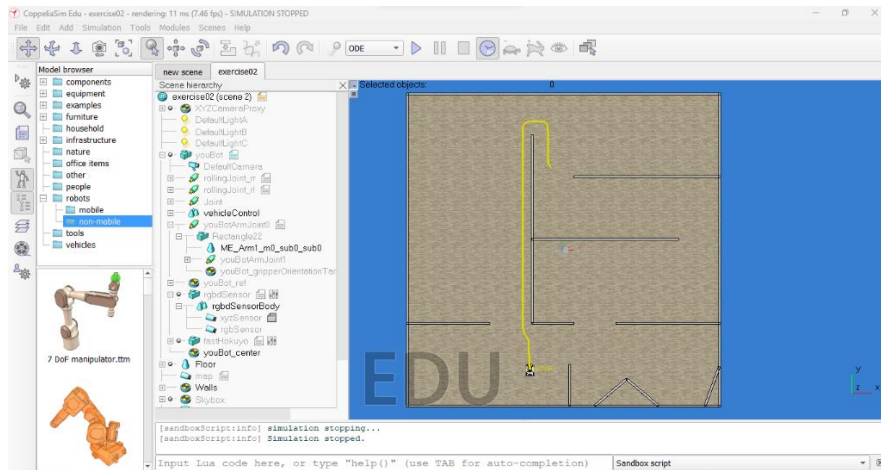 CoppeliaSim Edu - exercise02 - rendering: 11 ms (7.46 fps) - SIMULATION STOPPED
File Edit Add Simulation Tools Modules Scenes Help
ODE
Model browser
components
equipment
examples
furniture
household
infrastructure
nature
office items
other
people
robots
mobile
non-mobile
tools
vehicles
7 DoF manipulator.ttm
new scene exercise02
Scene hierarchy
exercise02 (scene 2)
XYZCameraProxy
DefaultLightA
DefaultLightB
DefaultLightC
youBot
DefaultCamera
rollingJoint_rr
rollingJoint_rl
Joint
vehicleControl
youBotArmJoint0
Rectangle22
ME_Arm1_m0_sub0_sub0
youBotArmJoint1
youBot_gripperOrientationTar
youBot_ref
rgbdSensor
rgbdSensorBody
xyzSensor
rgbSensor
fastHokuyo
youBot_center
Floor
map
Walls
Skybox
Selected objects: 0
EDU
y
z x
[sandboxScript:info] simulation stopping...
[sandboxScript:info] Simulation stopped.
Input Lua code here, or type "help()" (use TAB for auto-completion)
Sandbox script